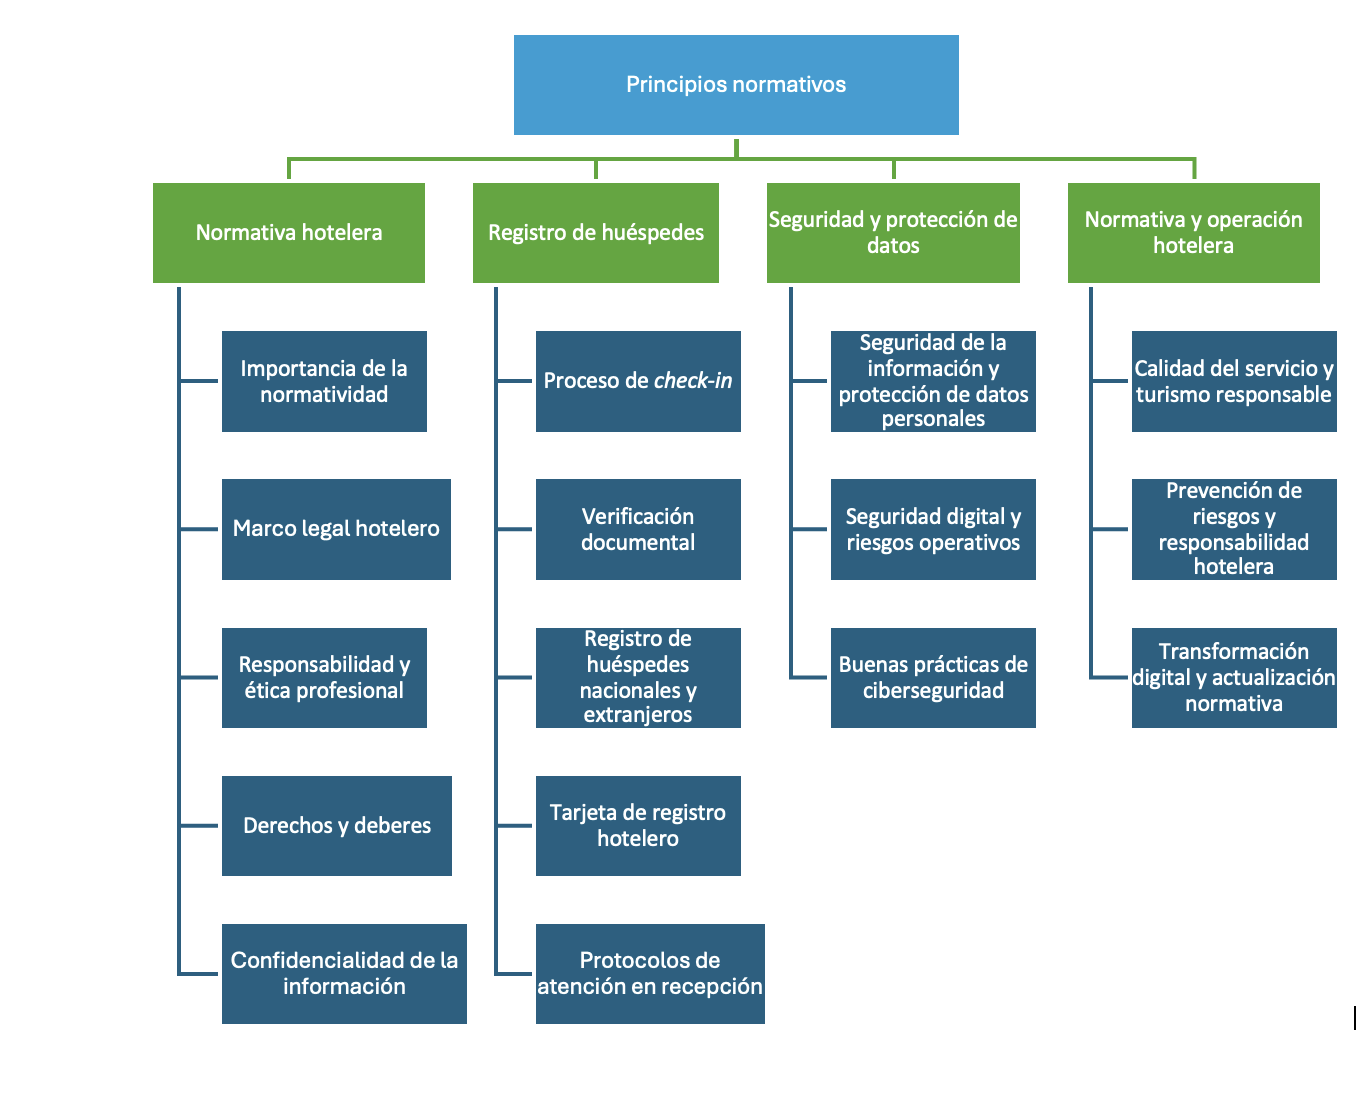 Principios normativos
Normativa hotelera
Importancia de la
normatividad
Marco legal hotelero
Responsabilidad y
ética profesional
Derechos y deberes
Confidencialidad de la
información
Registro de huéspedes
Proceso de check-in
Verificación
documental
Registro de
huéspedes
nacionales y
extranjeros
Tarjeta de registro
hotelero
Protocolos de
atención en recepción
Seguridad y protección de
datos
Seguridad de la
información y
protección de datos
personales
Seguridad digital y
riesgos operativos
Buenas prácticas de
ciberseguridad
Normativa y operación
hotelera
Calidad del servicio y
turismo responsable
Prevención de
riesgos y
responsabilidad
hotelera
Transformación
digital y actualización
normativa